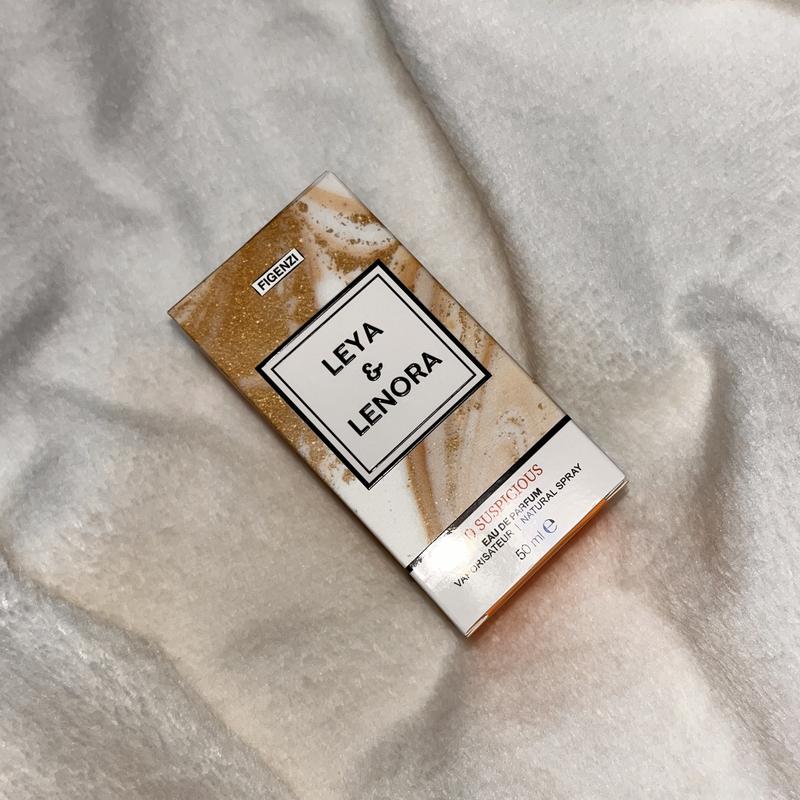 FIGENZI
LEYA
&
LENORA
SUSPICIOUS
EAU DE PARFUM
VAPORISATEUR | NATURAL SPRAY
50 ml e